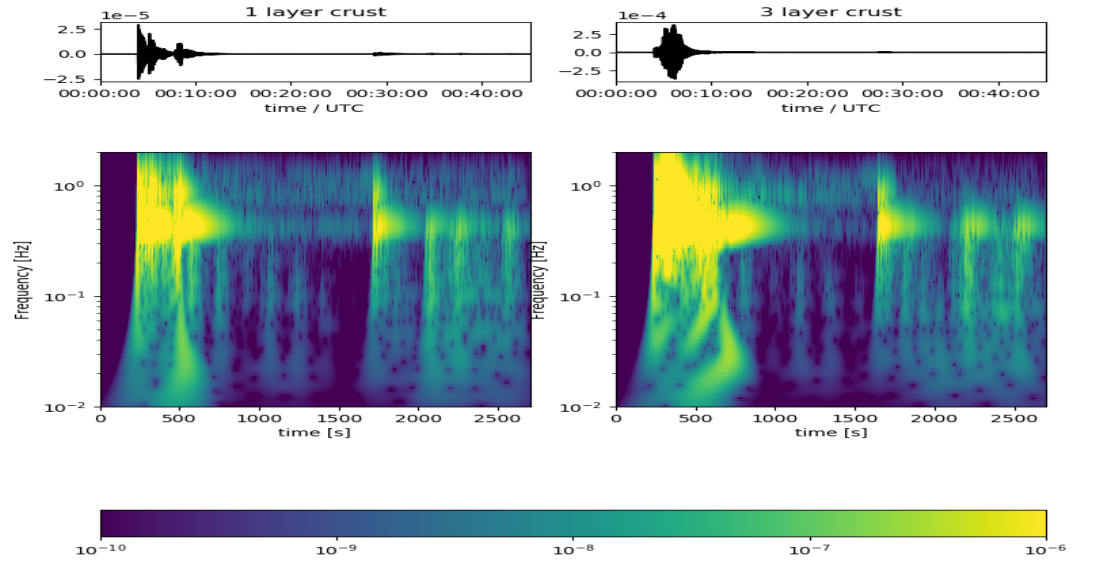 1 layer crust
3 layer crust
1e−5
1e−4
2.5
0.0
−2.5
2.5
0.0
−2.5
00:00:00 00:10:00 00:20:00 00:30:00 00:40:00
00:00:00 00:10:00 00:20:00 00:30:00 00:40:00
time / UTC
time / UTC
Frequency [Hz]
10⁰
10⁻¹
10⁻²
Frequency [Hz]
10⁰
10⁻¹
10⁻²
0 500 1000 1500 2000 2500
0 500 1000 1500 2000 2500
time [s]
time [s]
10⁻¹⁰ 10⁻⁹ 10⁻⁸ 10⁻⁷ 10⁻⁶